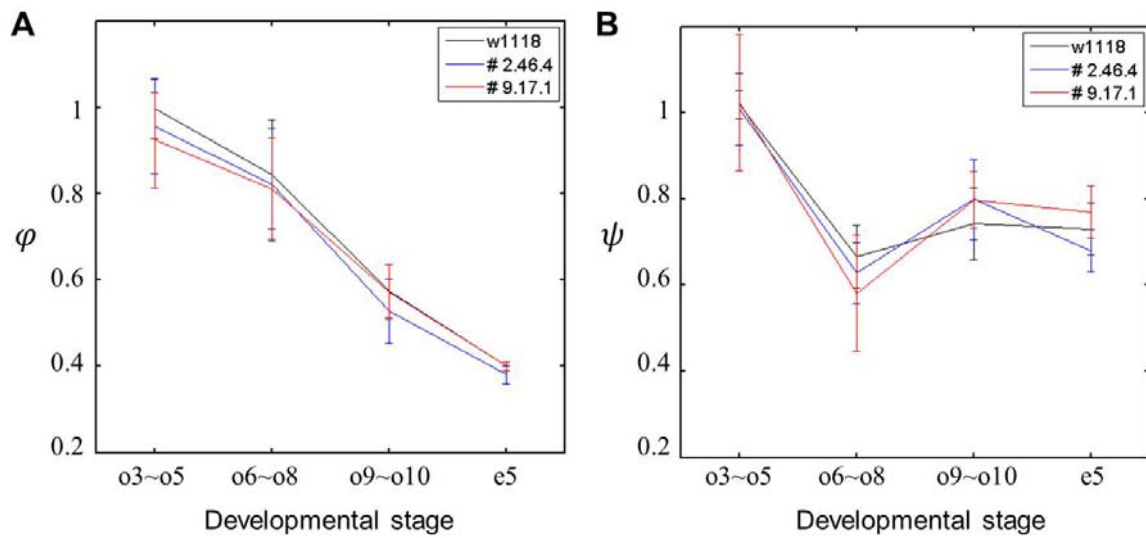 A
w1118
# 2.46.4
# 9.17.1
1
0.8
φ
0.6
0.4
0.2
o3~o5 o6~o8 o9~o10 e5
Developmental stage
B
w1118
# 2.46.4
# 9.17.1
1
0.8
ψ
0.6
0.4
0.2
o3~o5 o6~o8 o9~o10 e5
Developmental stage